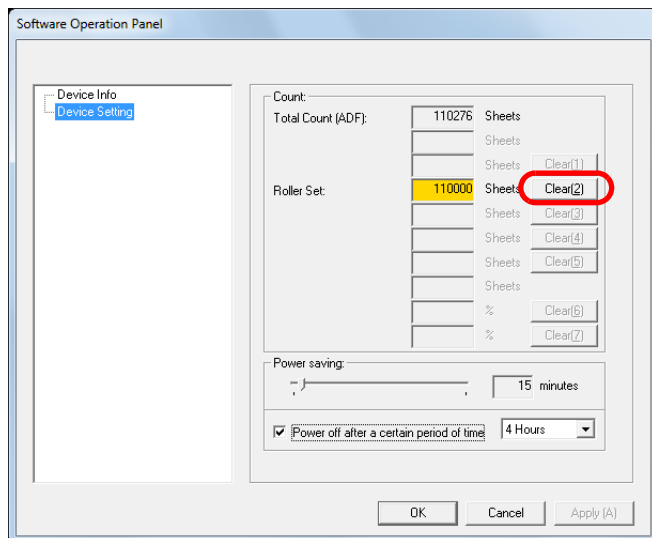 Software Operation Panel
Device Info
Device Setting
Count:
Total Count (ADF): 110276 Sheets
Sheets
Sheets Clear(1)
Roller Set: 110000 Sheets Clear(2)
Sheets Clear(3)
Sheets Clear(4)
Sheets Clear(5)
Sheets
% Clear(6)
% Clear(7)
Power saving:
15 minutes
Power off after a certain period of time 4 Hours
OK Cancel Apply (A)